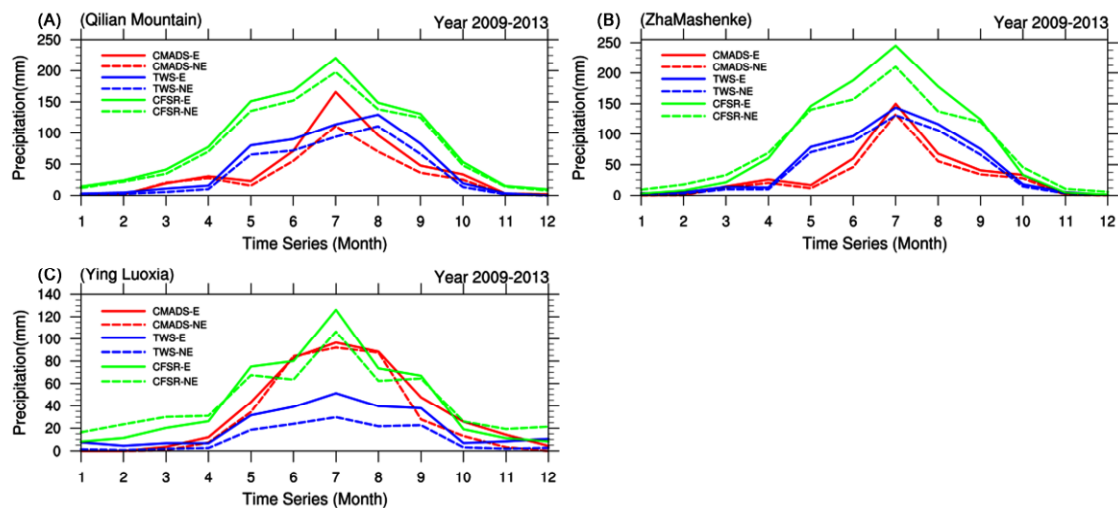 (A) (Qilian Mountain) Year 2009-2013
250
200
150
100
50
0
Precipitation(mm)
CMADS-E
CMADS-NE
TWS-E
TWS-NE
CFSR-E
CFSR-NE
1 2 3 4 5 6 7 8 9 10 11 12
Time Series (Month)
(B) (ZhaMashenke) Year 2009-2013
250
200
150
100
50
0
Precipitation(mm)
CMADS-E
CMADS-NE
TWS-E
TWS-NE
CFSR-E
CFSR-NE
1 2 3 4 5 6 7 8 9 10 11 12
Time Series (Month)
(C) (Ying Luoxia) Year 2009-2013
140
120
100
80
60
40
20
0
Precipitation(mm)
CMADS-E
CMADS-NE
TWS-E
TWS-NE
CFSR-E
CFSR-NE
1 2 3 4 5 6 7 8 9 10 11 12
Time Series (Month)